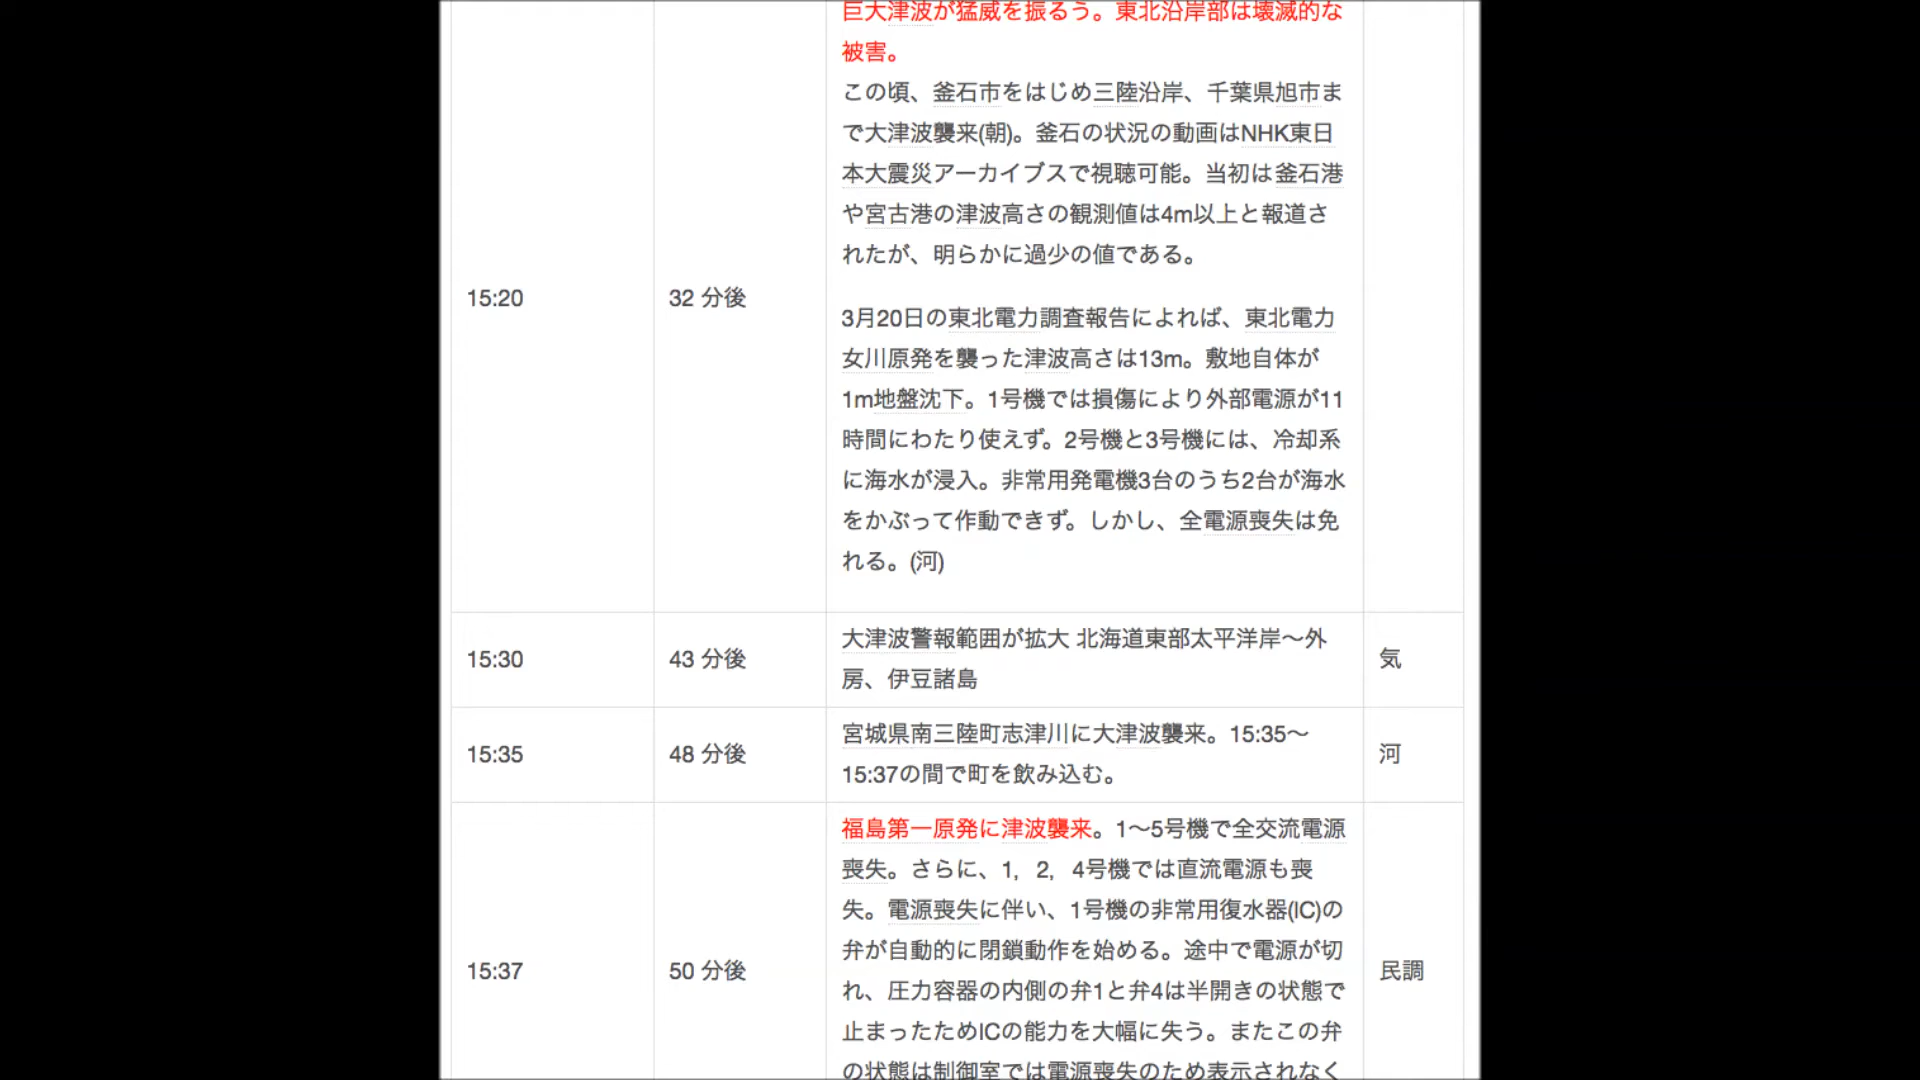 巨大津波が猛威を振るう。東北沿岸部は壊滅的な
被害。
この頃、釜石市をはじめ三陸沿岸、千葉県旭市ま
で大津波襲来(朝)。釜石の状況の動画はNHK東日
本大震災アーカイブスで視聴可能。当初は釜石港
や宮古港の津波高さの観測値は4m以上と報道さ
れたが、明らかに過少の値である。
15:20
32 分後
3月20日の東北電力調査報告によれば、東北電力
女川原発を襲った津波高さは13m。敷地自体が
1m地盤沈下。1号機では損傷により外部電源が11
時間にわたり使えず。2号機と3号機には、冷却系
に海水が浸入。非常用発電機3台のうち2台が海水
をかぶって作動できず。しかし、全電源喪失は免
れる。(河)
15:30
43 分後
大津波警報範囲が拡大 北海道東部太平洋岸〜外
房、伊豆諸島
気
15:35
48 分後
宮城県南三陸町志津川に大津波襲来。15:35〜
15:37の間で町を飲み込む。
河
15:37
50 分後
福島第一原発に津波襲来。1〜5号機で全交流電源
喪失。さらに、1，2，4号機では直流電源も喪
失。電源喪失に伴い、1号機の非常用復水器(IC)の
弁が自動的に閉鎖動作を始める。途中で電源が切
れ、圧力容器の内側の弁1と弁4は半開きの状態で
止まったためICの能力を大幅に失う。またこの弁
の状態は制御室では電源喪失のため表示されなく
民調